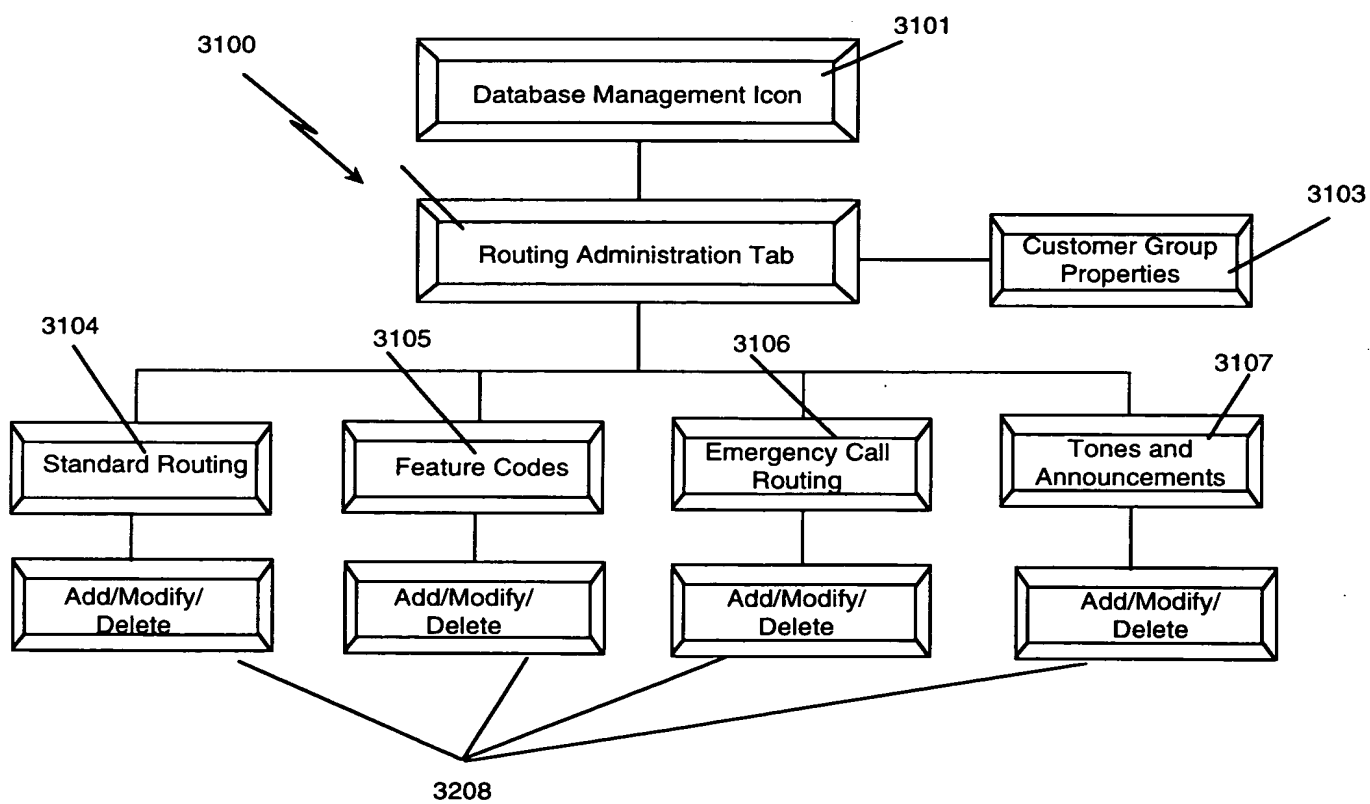 3100
3101
Database Management Icon
Routing Administration Tab
3103
Customer Group
Properties
3104
3105
3106
3107
Standard Routing
Feature Codes
Emergency Call
Routing
Tones and
Announcements
Add/Modify/
Delete
Add/Modify/
Delete
Add/Modify/
Delete
Add/Modify/
Delete
3208